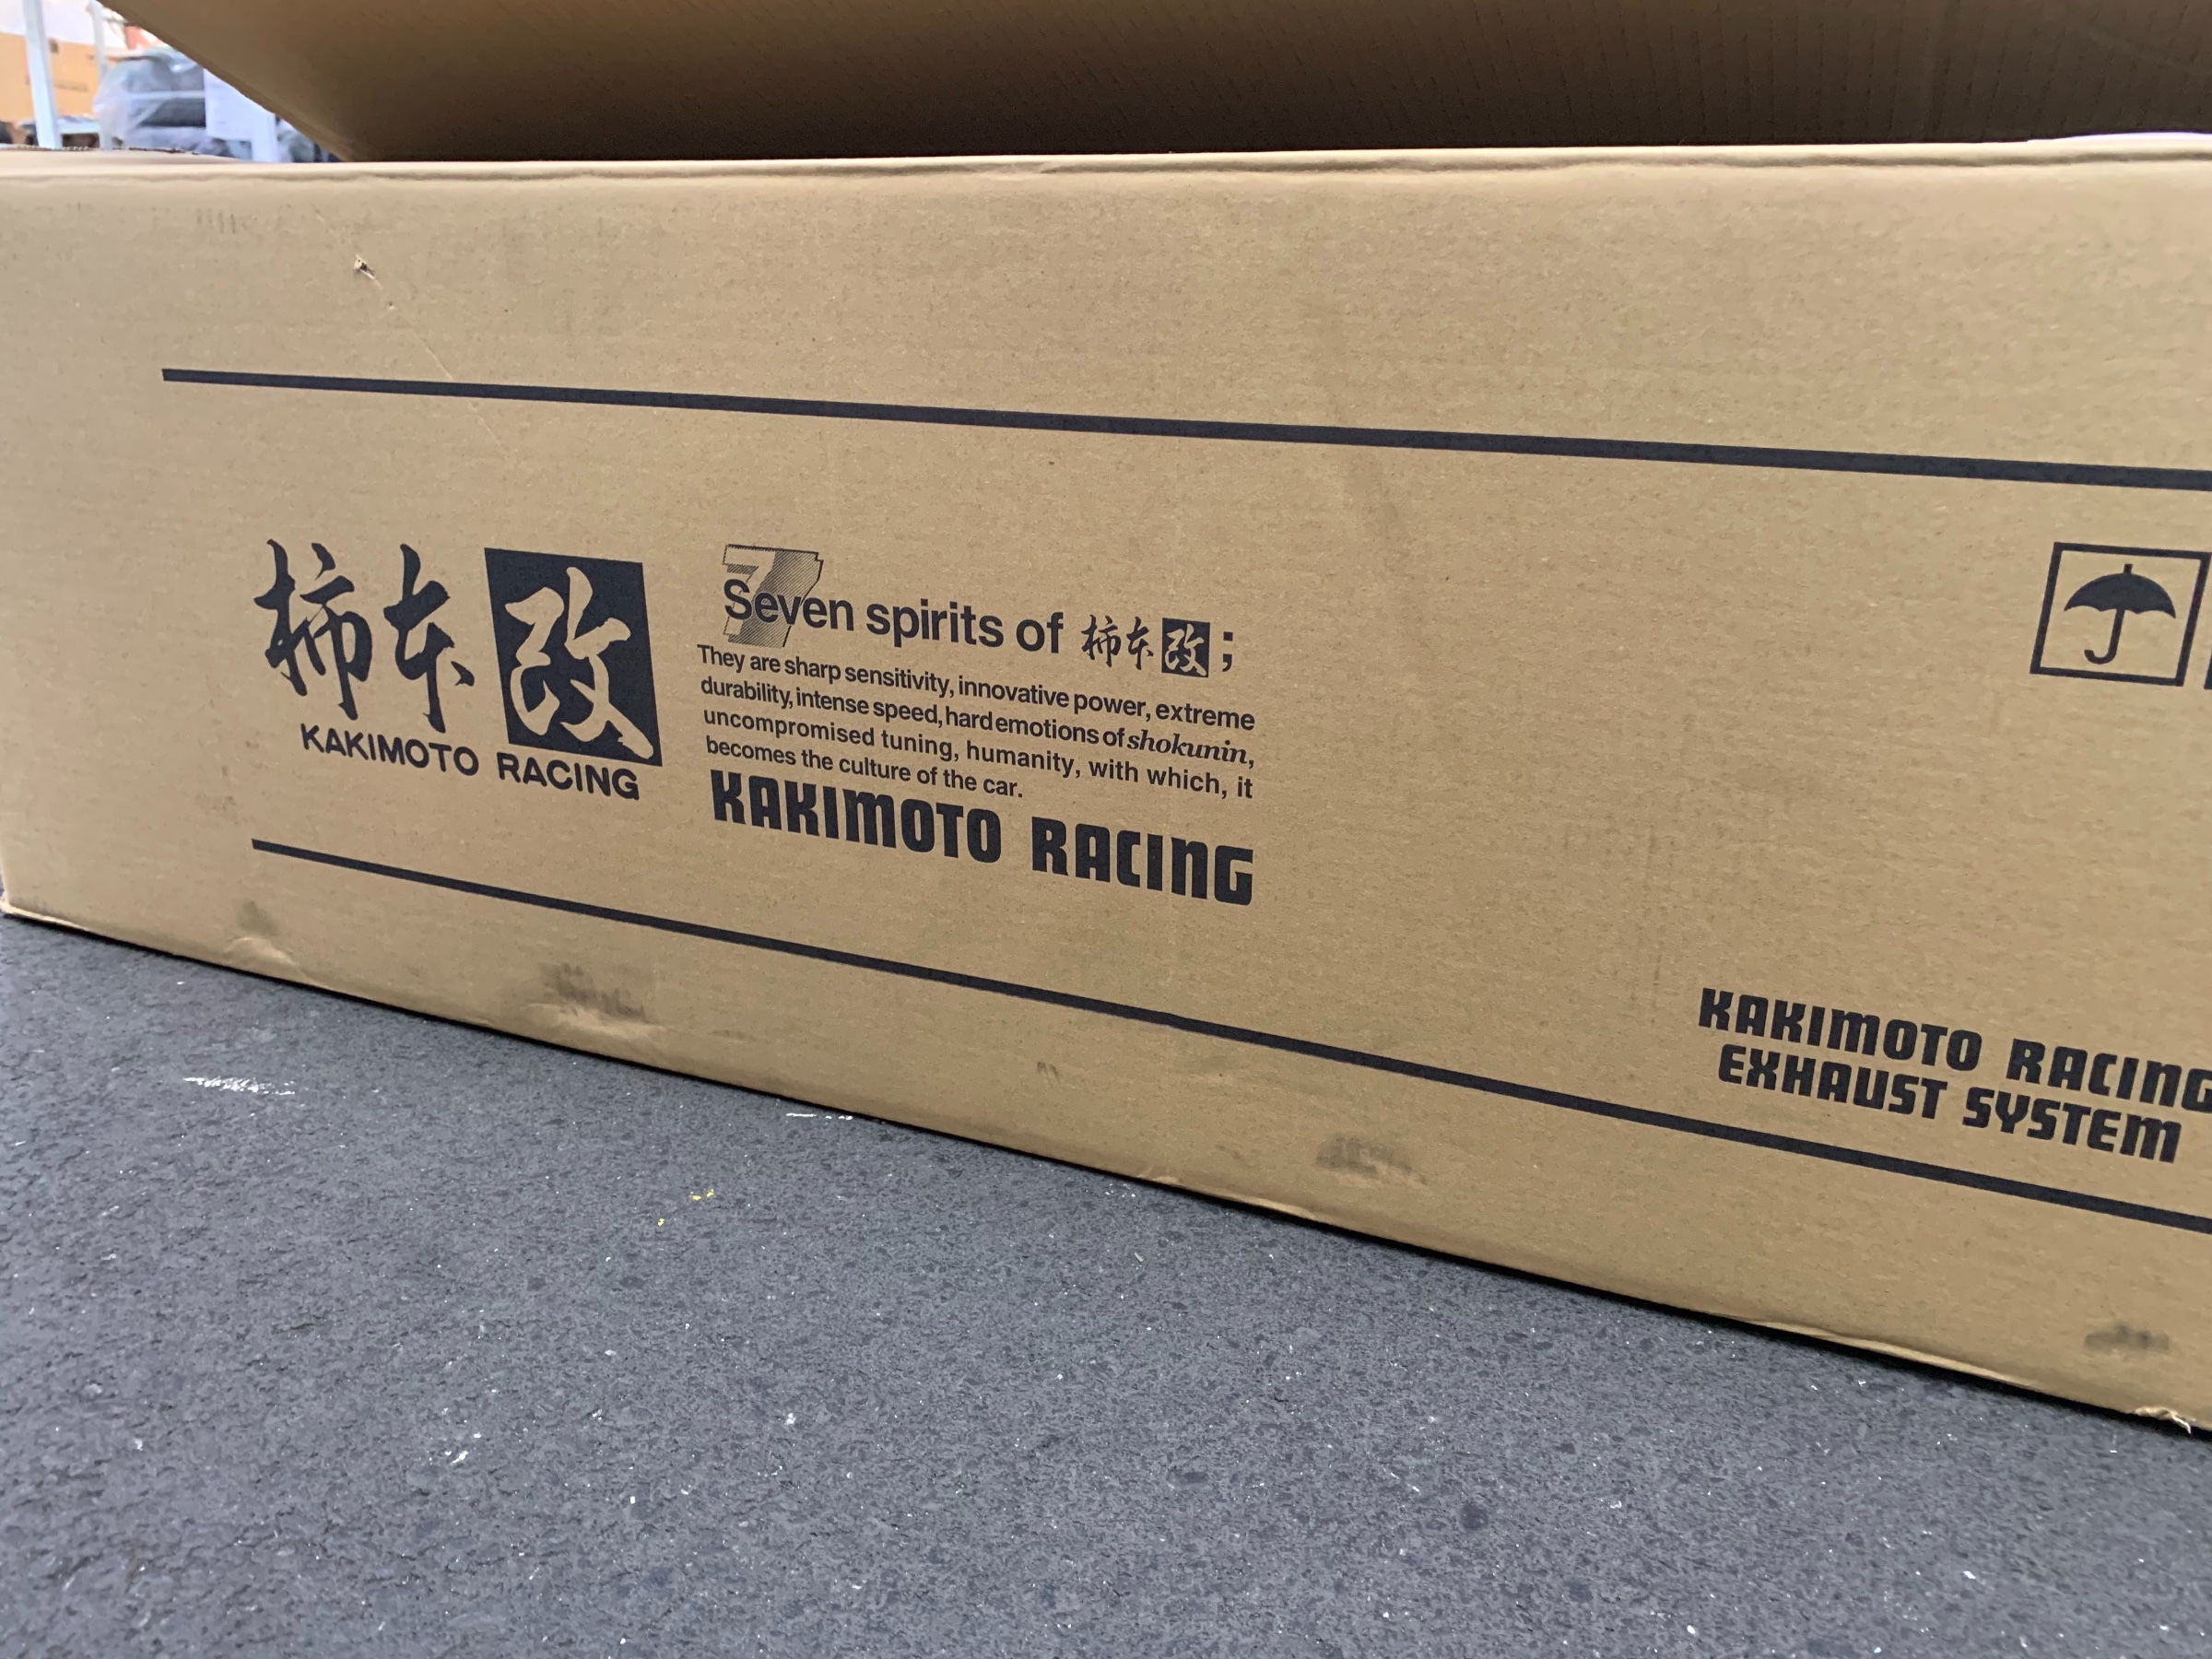 柿本改
KAKIMOTO RACING
7
Seven spirits of 柿本改;
They are sharp sensitivity, innovative power, extreme
durability, intense speed, hard emotions of shokunin,
uncompromised tuning, humanity, with which, it
becomes the culture of the car.
KAKIMOTO RACING
KAKIMOTO RACING
EXHAUST SYSTEM